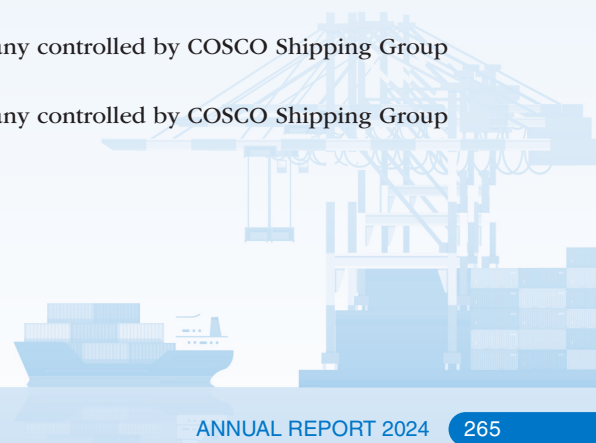 any controlled by COSCO Shipping Group
any controlled by COSCO Shipping Group
ANNUAL REPORT 2024 265